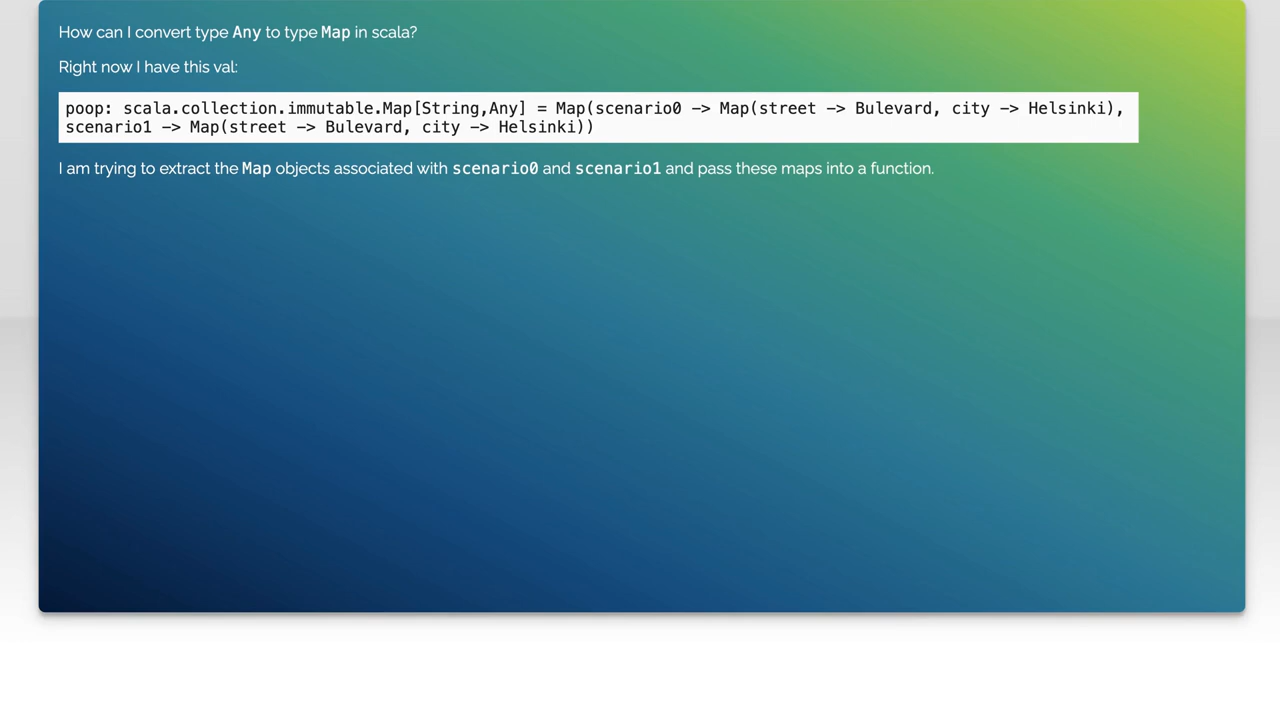 How can I convert type Any to type Map in scala?
Right now I have this val:
poop: scala.collection.immutable.Map[String,Any] = Map(scenario0 -> Map(street -> Bulevard, city -> Helsinki),
scenario1 -> Map(street -> Bulevard, city -> Helsinki))
I am trying to extract the Map objects associated with scenario0 and scenario1 and pass these maps into a function.